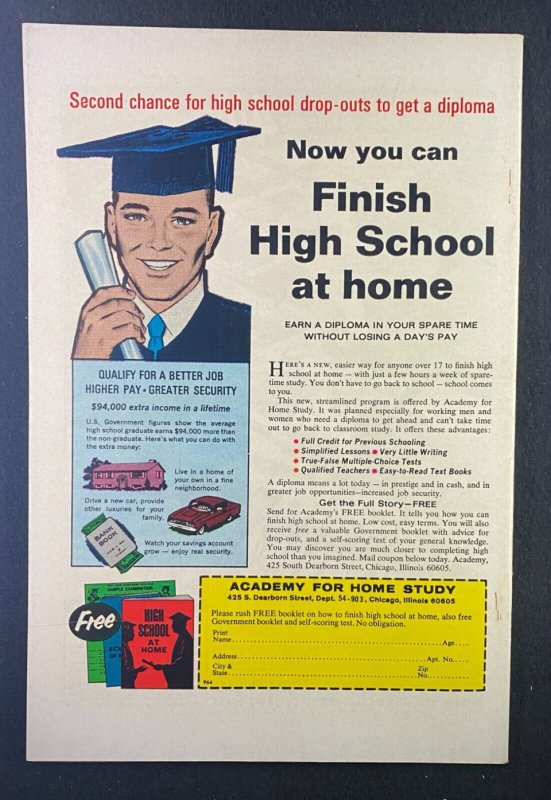 Second chance for high school drop-outs to get a diploma
Now you can
Finish
High School
at home
EARN A DIPLOMA IN YOUR SPARE TIME
WITHOUT LOSING A DAY'S PAY
QUALIFY FOR A BETTER JOB
HIGHER PAY • GREATER SECURITY
$94,000 extra income in a lifetime
U.S. Government figures show the average
high school graduate earns $94,000 more than
the non-graduate. Here's what you can do with
the extra money:
Live in a home of
your own in a fine
neighborhood.
Drive a new car, provide
other luxuries for your
family.
BANK
BOOK
Watch your savings account
grow — enjoy real security.
HERE'S A NEW, easier way for anyone over 17 to finish high
school at home — with just a few hours a week of spare-
time study. You don't have to go back to school — school comes
to you.
This new, streamlined program is offered by Academy for
Home Study. It was planned especially for working men and
women who need a diploma to get ahead and can't take time
out to go back to classroom study. It offers these advantages:
• Full Credit for Previous Schooling
• Simplified Lessons • Very Little Writing
• True-False Multiple-Choice Tests
• Qualified Teachers • Easy-to-Read Text Books
A diploma means a lot today — in prestige and in cash, and in
greater job opportunities—increased job security.
Get the Full Story—FREE
Send for Academy's FREE booklet. It tells you how you can
finish high school at home. Low cost, easy terms. You will also
receive free a valuable Government booklet with advice for
drop-outs, and a self-scoring test of your general knowledge.
You may discover you are much closer to completing high
school than you imagined. Mail coupon below today. Academy,
425 South Dearborn Street, Chicago, Illinois 60605.
Free
SAMPLE EXAMINATION
HIGH
SCHOOL
AT HOME
ACADEMY FOR HOME STUDY
425 S. Dearborn Street, Dept. 54-903, Chicago, Illinois 60605
Please rush FREE booklet on how to finish high school at home, also free
Government booklet and self-scoring test. No obligation.
Print
Name Age
Address Apt. No.
City & Zip
State No.
964